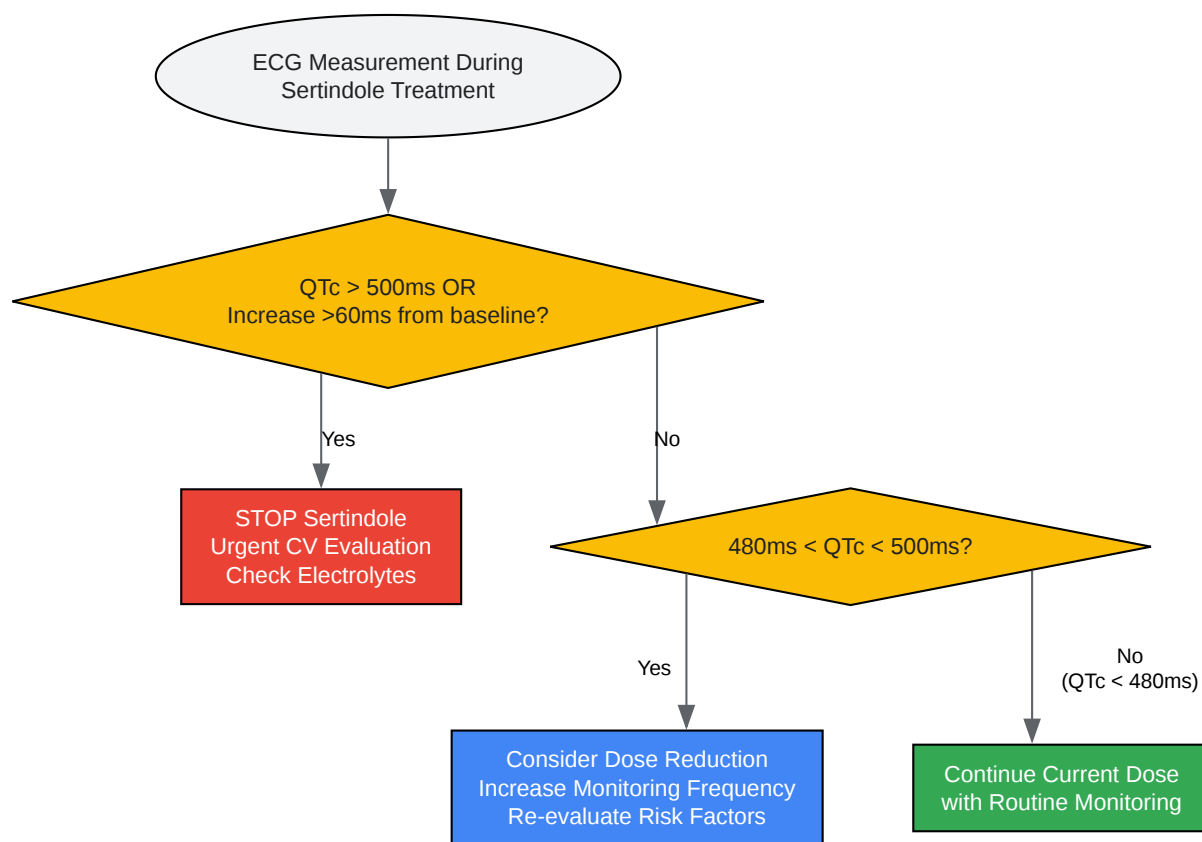 ECG Measurement During
Sertindole Treatment
QTc > 500ms OR
Increase >60ms from baseline?
Yes
No
STOP Sertindole
Urgent CV Evaluation
Check Electrolytes
480ms < QTc < 500ms?
Yes
No
(QTc < 480ms)
Consider Dose Reduction
Increase Monitoring Frequency
Re-evaluate Risk Factors
Continue Current Dose
with Routine Monitoring